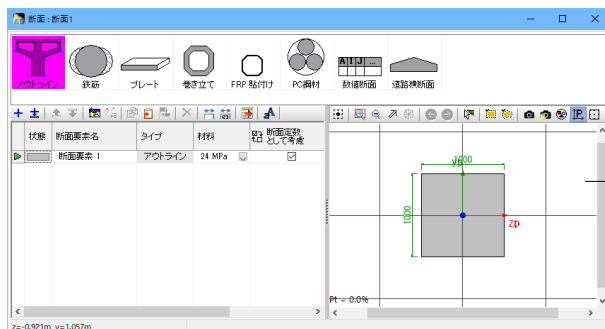 断面 : 断面1
アウトライン 鉄筋 プレート 巻き立て FRP 貼付け PC鋼材 数値断面 道路横断面
状態 断面要素名 タイプ 材料 断面定数として考慮
断面要素 1 アウトライン 24 MPa
1000
yp
1000
zp
Pt = 0.0%
z=-0.921m y=1.057m